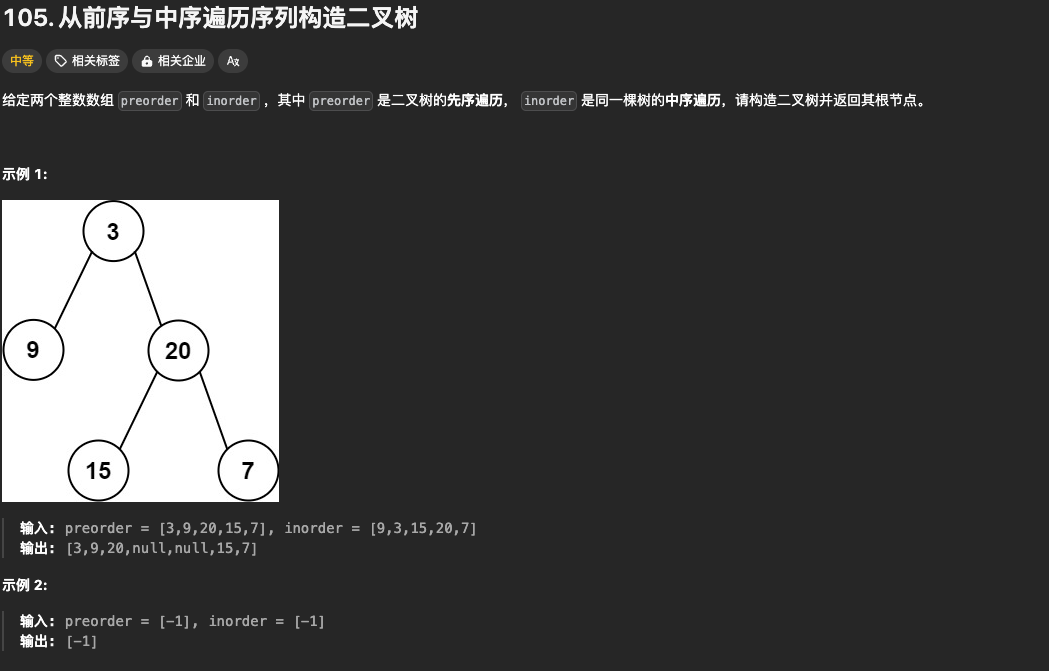 105. 从前序与中序遍历序列构造二叉树
中等 相关标签 相关企业 Aא
给定两个整数数组 preorder 和 inorder ，其中 preorder 是二叉树的先序遍历， inorder 是同一棵树的中序遍历，请构造二叉树并返回其根节点。
示例 1:
3
9 20
15 7
输入: preorder = [3,9,20,15,7], inorder = [9,3,15,20,7]
输出: [3,9,20,null,null,15,7]
示例 2:
输入: preorder = [-1], inorder = [-1]
输出: [-1]